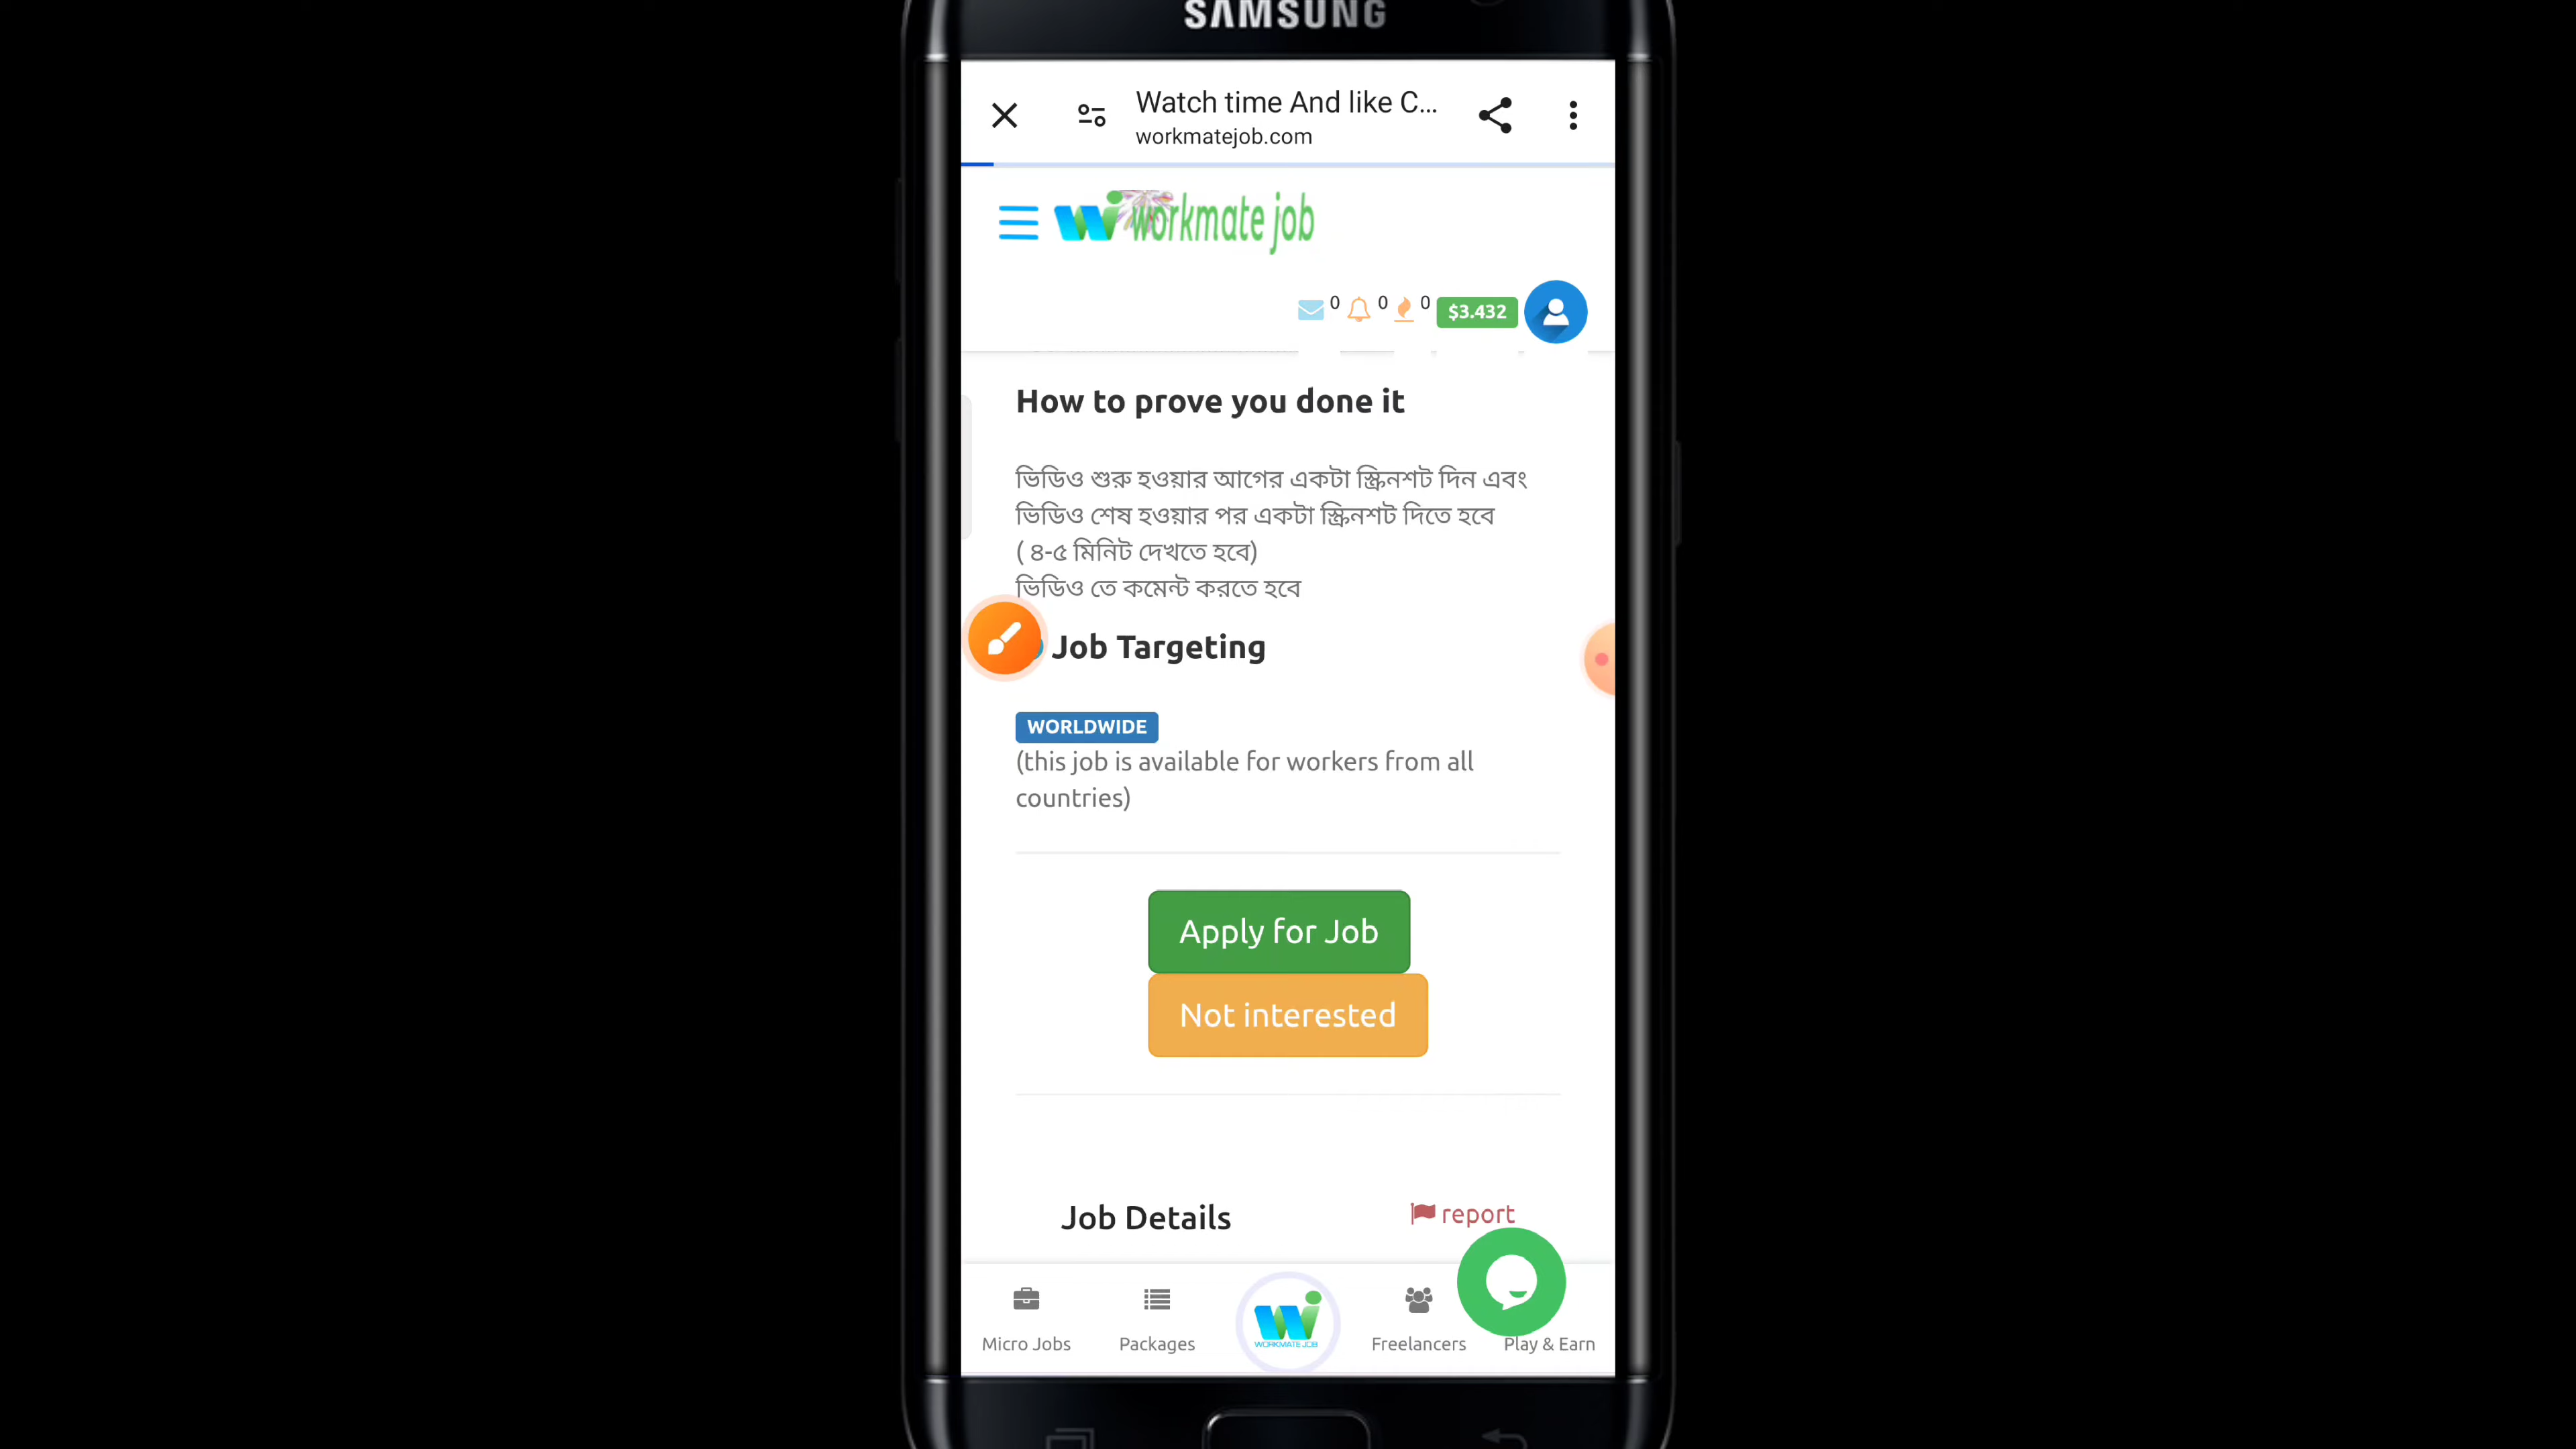 SAMSUNG
Watch time And like C...
workmatejob.com
workmate job
0 0 0 $3.432
How to prove you done it
ভিডিও শুরু হওয়ার আগের একটা স্ক্রিনশট দিন এবং
ভিডিও শেষ হওয়ার পর একটা স্ক্রিনশট দিতে হবে
( ৪-৫ মিনিট দেখতে হবে)
ভিডিও তে কমেন্ট করতে হবে
Job Targeting
WORLDWIDE
(this job is available for workers from all
countries)
Apply for Job
Not interested
Job Details
report
WORKMATE JOB
Micro Jobs Packages Freelancers Play & Earn